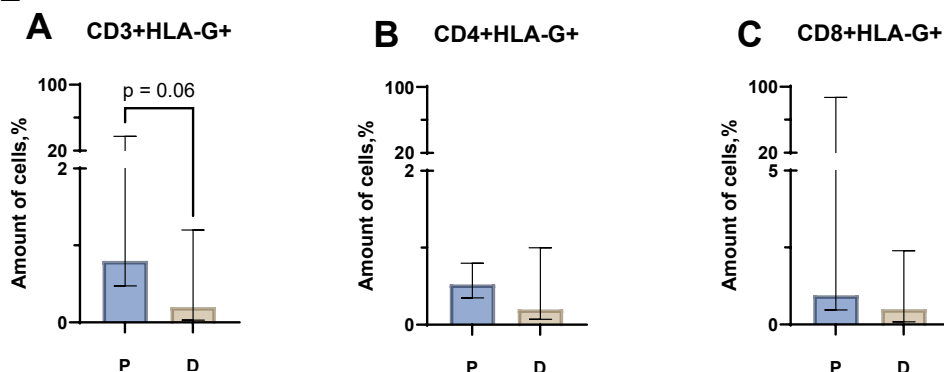 A CD3+HLA-G+
Amount of cells,%
100
20
2
0
p = 0.06
P D
B CD4+HLA-G+
Amount of cells,%
100
20
2
0
P D
C CD8+HLA-G+
Amount of cells,%
100
20
5
0
P D